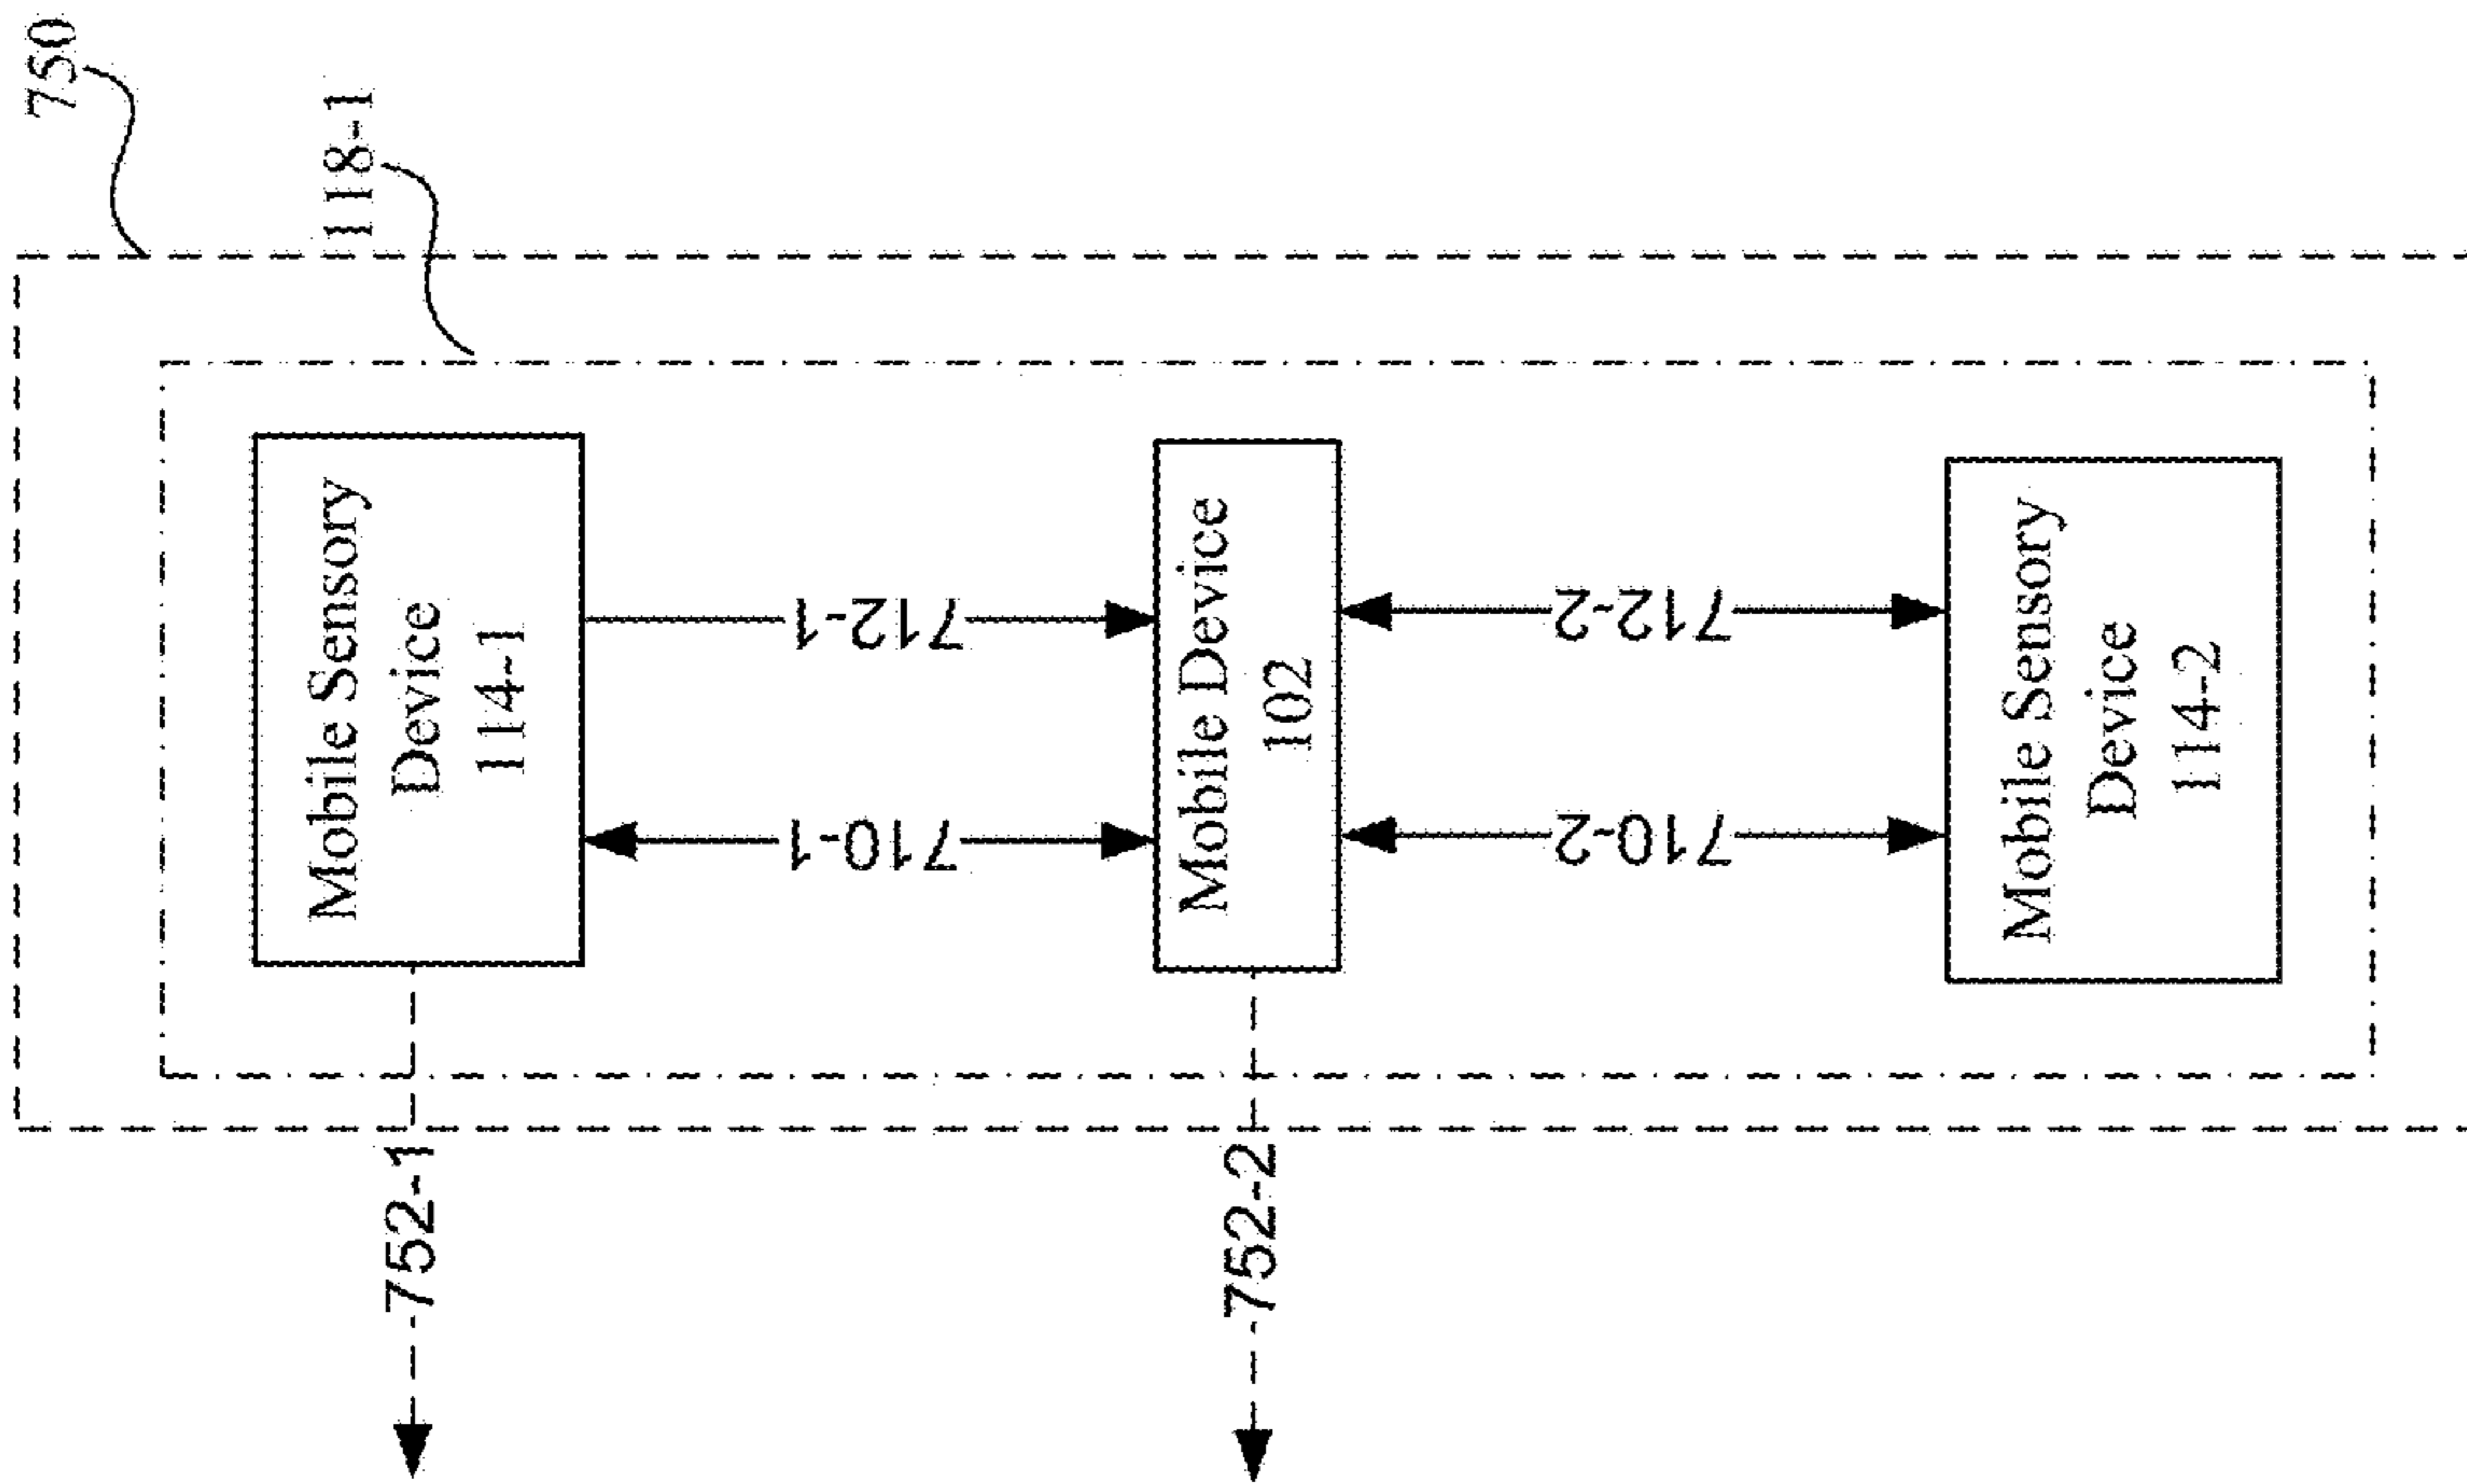 750
118-1
Mobile Sensory
Device
114-1
712-1
710-1
Mobile Device
102
712-2
710-2
Mobile Sensory
Device
114-2
752-1
752-2